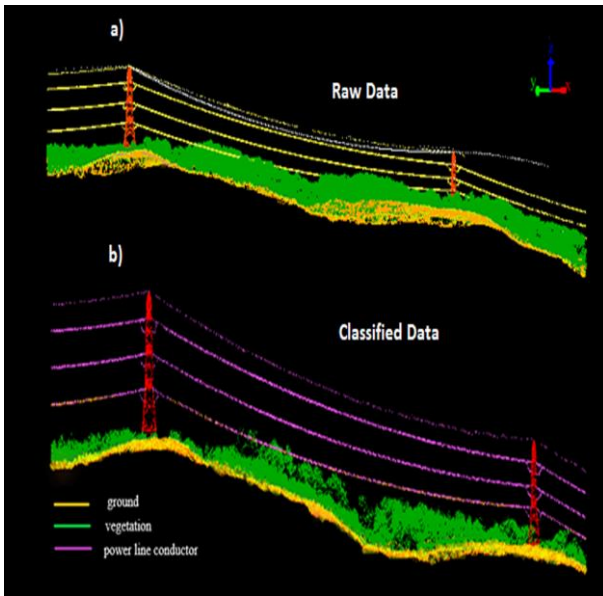 a)
Raw Data
z
y
x
b)
Classified Data
ground
vegetation
power line conductor